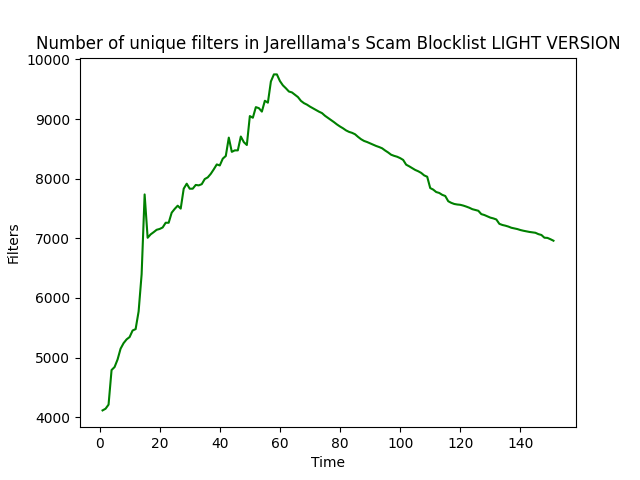 Number of unique filters in Jarelllama's Scam Blocklist LIGHT VERSION
10000
9000
8000
7000
6000
5000
4000
Filters
0 20 40 60 80 100 120 140
Time